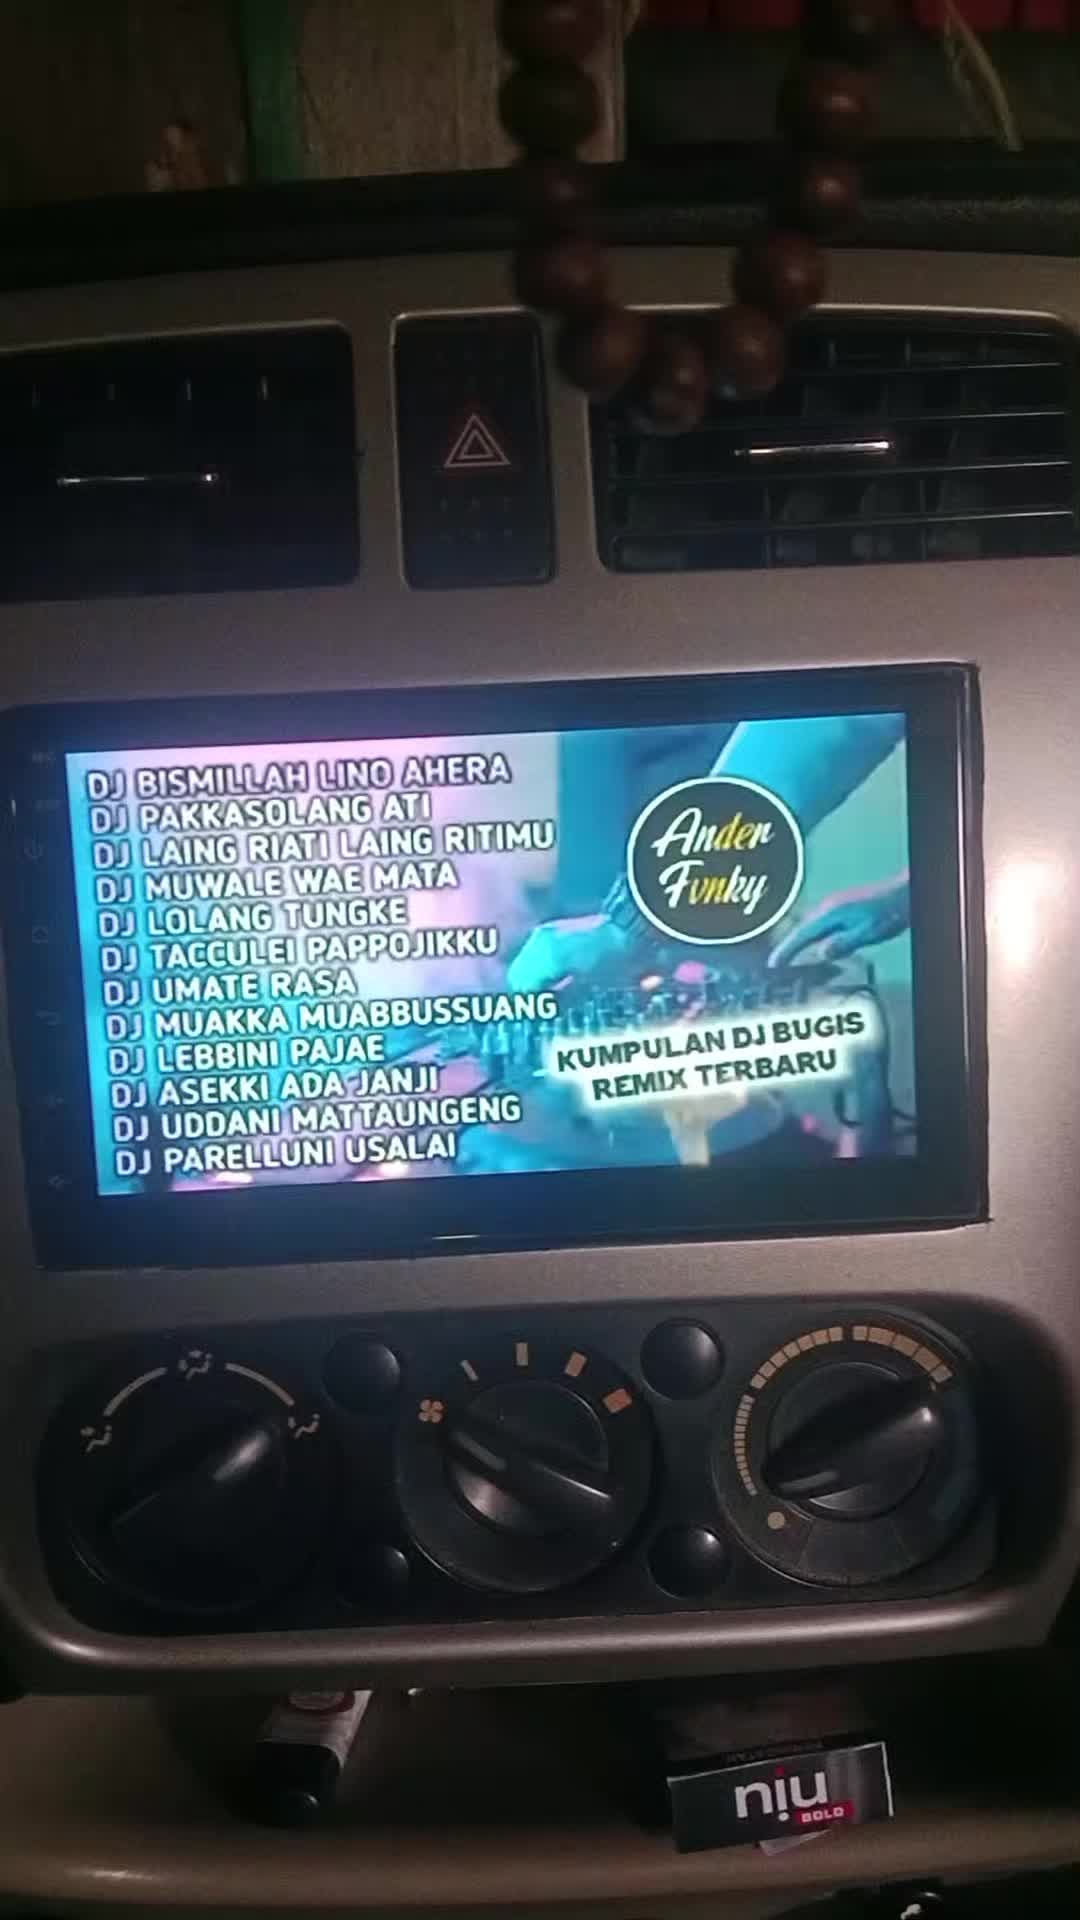 DJ BISMILLAH LINO AHERA
DJ PAKKASOLANG ATI
DJ LAING RIATI LAING RITIMU
DJ MUWALE WAE MATA
DJ LOLANG TUNGKE
DJ TACCULEI PAPPOJIKKU
DJ UMATE RASA
DJ MUAKKA MUABBUSSUANG
DJ LEBBINI PAJAE
DJ ASEKKI ADA JANJI
DJ UDDANI MATTAUNGENG
DJ PARELLUNI USALAI
Ander
Fvnky
KUMPULAN DJ BUGIS
REMIX TERBARU
niu
BOLD